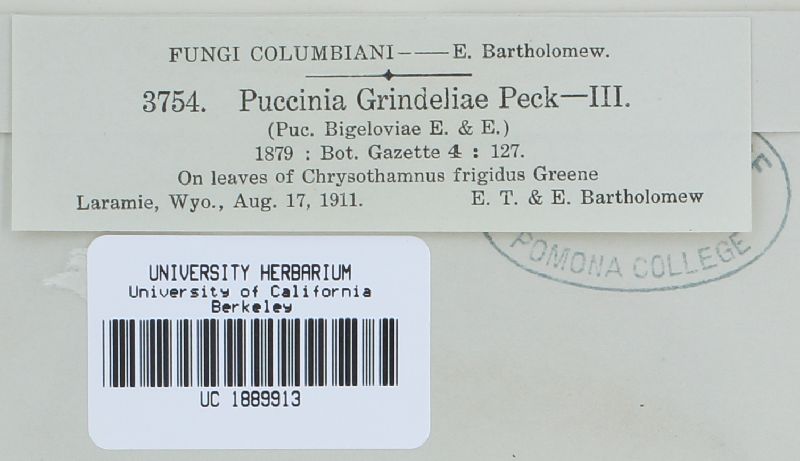 FUNGI COLUMBIANI—— E. Bartholomew.
3754. Puccinia Grindeliae Peck—III.
(Puc. Bigeloviae E. & E.)
1879 : Bot. Gazette 4 : 127.
On leaves of Chrysothamnus frigidus Greene
Laramie, Wyo., Aug. 17, 1911. E. T. & E. Bartholomew
POMONA COLLEGE
UNIVERSITY HERBARIUM
University of California
Berkeley
UC 1889913